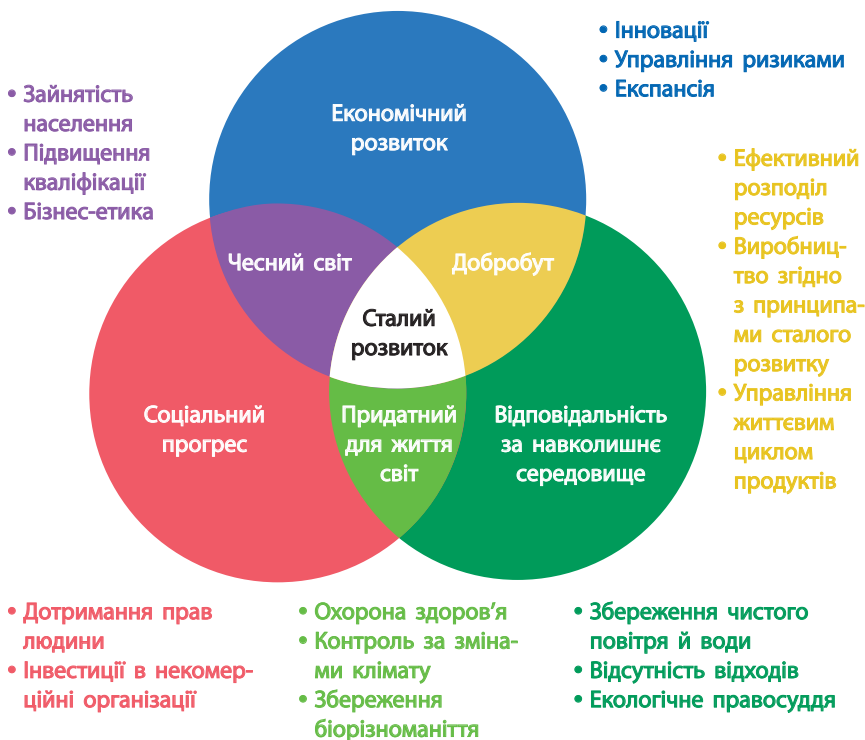 • Інновації
• Управління ризиками
• Експансія
• Зайнятість
населення
• Підвищення
кваліфікації
• Бізнес-етика
Економічний
розвиток
• Ефективний
розподіл
ресурсів
• Виробниц-
тво згідно
з принципа-
ми сталого
розвитку
• Управління
життєвим
циклом
продуктів
Чесний світ
Добробут
Сталий
розвиток
Соціальний
прогрес
Придатний
для життя
світ
Відповідальність
за навколишнє
середовище
• Дотримання прав
людини
• Інвестиції в некомер-
ційні організації
• Охорона здоров’я
• Контроль за зміна-
ми клімату
• Збереження
біорізноманіття
• Збереження чистого
повітря й води
• Відсутність відходів
• Екологічне правосуддя